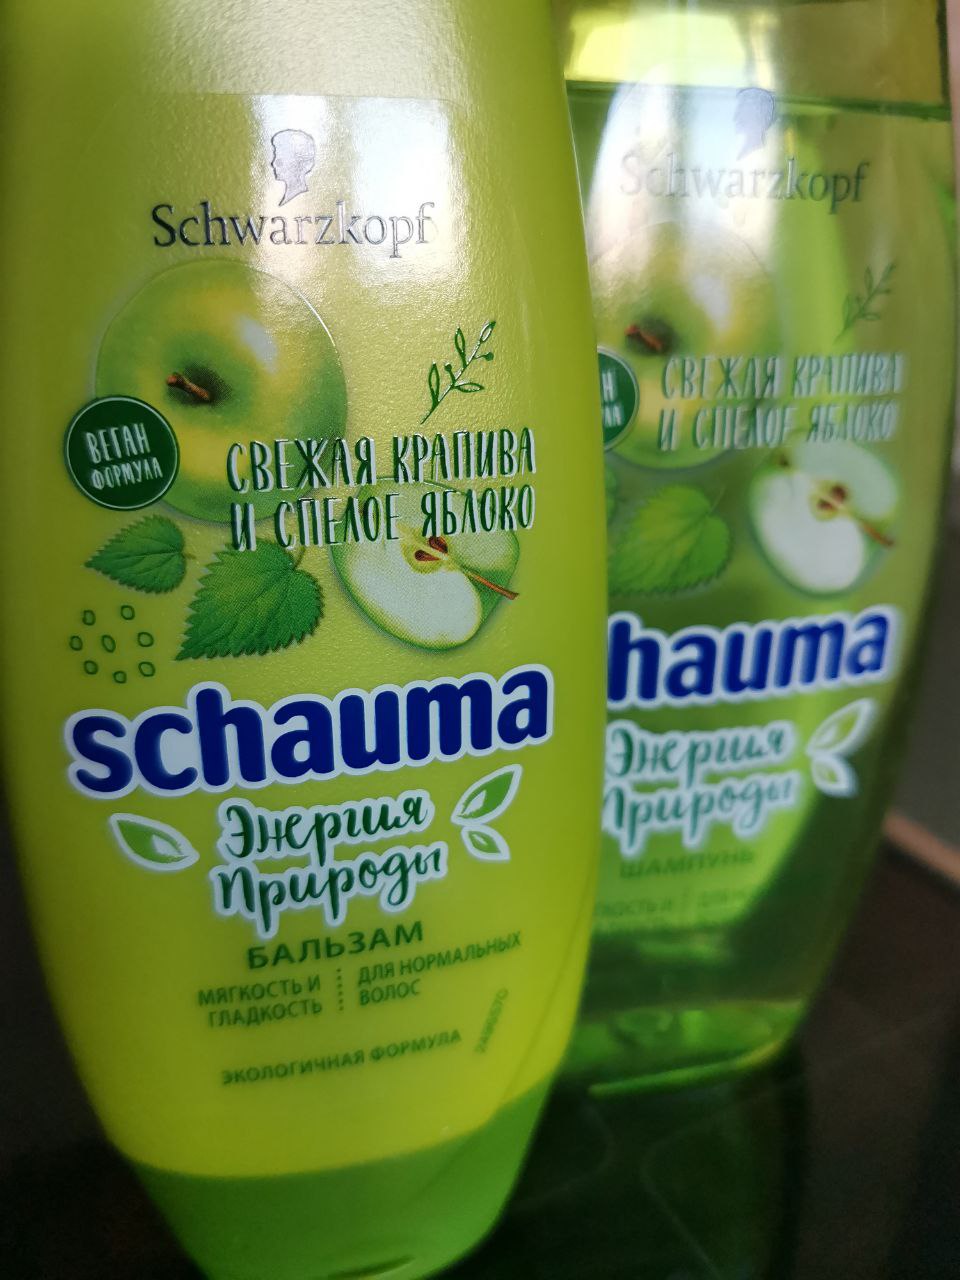 Schwarzkopf
ВЕГАН
ФОРМУЛА
СВЕЖАЯ КРАПИВА
И СПЕЛОЕ ЯБЛОКО
schauma
Энергия
Природы
БАЛЬЗАМ
МЯГКОСТЬ И
ГЛАДКОСТЬ
ДЛЯ НОРМАЛЬНЫХ
ВОЛОС
ЭКОЛОГИЧНАЯ ФОРМУЛА
Schwarzkopf
СВЕЖАЯ КРАПИВА
И СПЕЛОЕ ЯБЛОКО
hauma
Энергия
Природы
ШАМПУНЬ